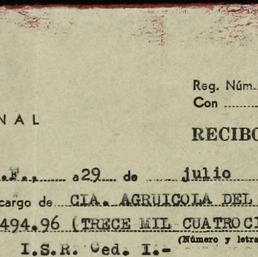 Reg. Núm.
Con
NAL
RECIBO
.F., a 29 de julio
cargo de CIA. AGRUICOLA DEL
494.96 (TRECE MIL CUATROCI
(Número y letra
I.S.R. Ced. I.-